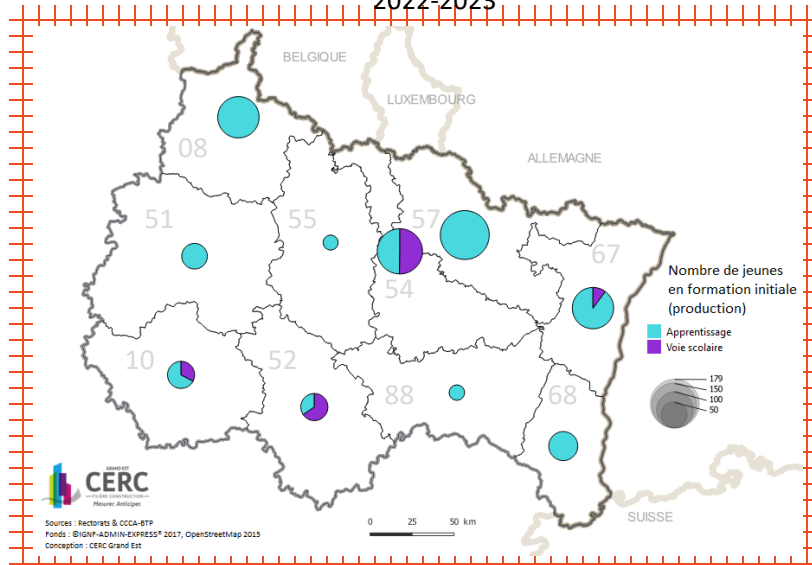 2022-2023
BELGIQUE
LUXEMBOURG
ALLEMAGNE
08
51
55
57
67
54
10
52
88
68
Nombre de jeunes
en formation initiale
(production)
Apprentissage
Voie scolaire
179
150
100
50
GRAND EST
CERC
FILIÈRE CONSTRUCTION
Mesurer, Anticiper.
Sources : Rectorats & CCCA-BTP
Fonds : ©IGNF-ADMIN-EXPRESS® 2017, OpenStreetMap 2015
Conception : CERC Grand Est
0 25 50 km
SUISSE